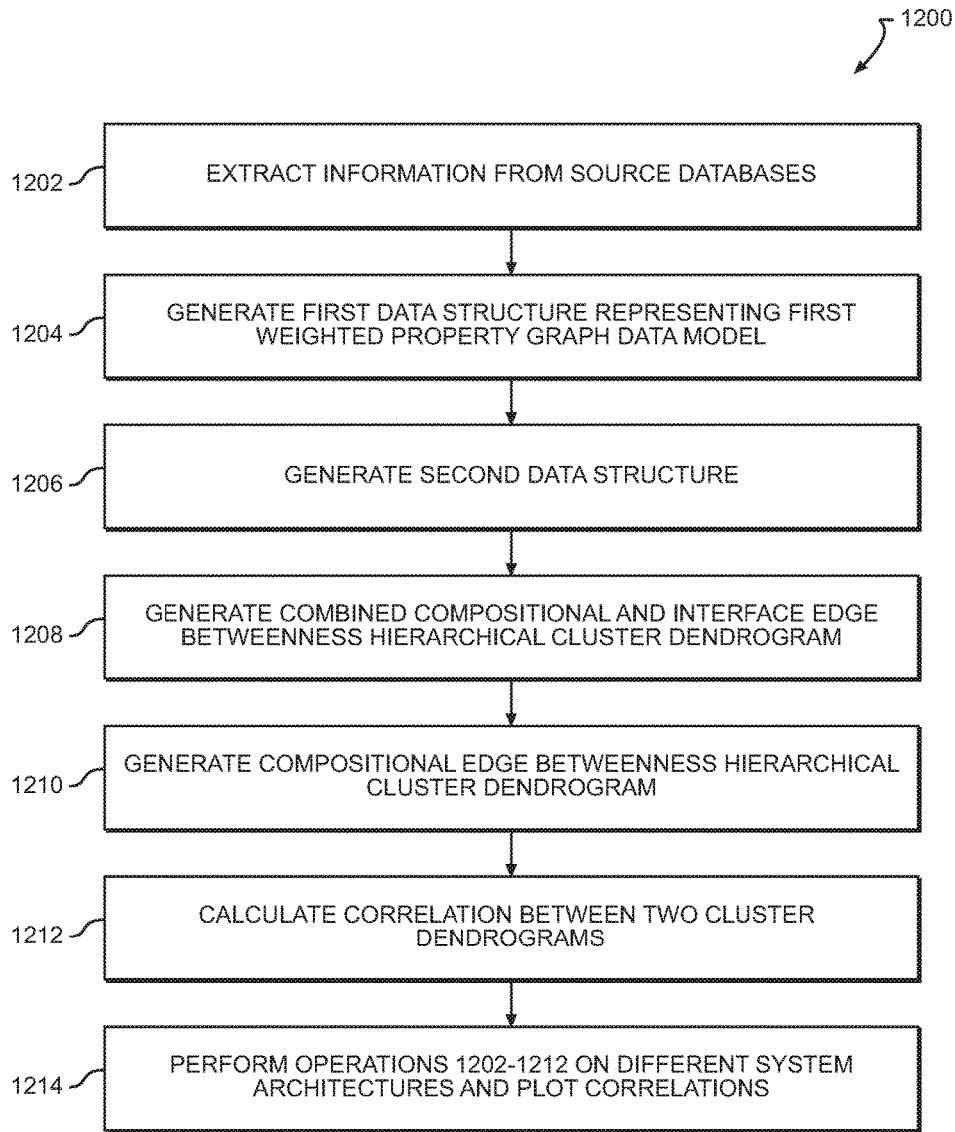 1200
1202
EXTRACT INFORMATION FROM SOURCE DATABASES
1204
GENERATE FIRST DATA STRUCTURE REPRESENTING FIRST
WEIGHTED PROPERTY GRAPH DATA MODEL
1206
GENERATE SECOND DATA STRUCTURE
1208
GENERATE COMBINED COMPOSITIONAL AND INTERFACE EDGE
BETWEENNESS HIERARCHICAL CLUSTER DENDROGRAM
1210
GENERATE COMPOSITIONAL EDGE BETWEENNESS HIERARCHICAL
CLUSTER DENDROGRAM
1212
CALCULATE CORRELATION BETWEEN TWO CLUSTER
DENDROGRAMS
1214
PERFORM OPERATIONS 1202-1212 ON DIFFERENT SYSTEM
ARCHITECTURES AND PLOT CORRELATIONS